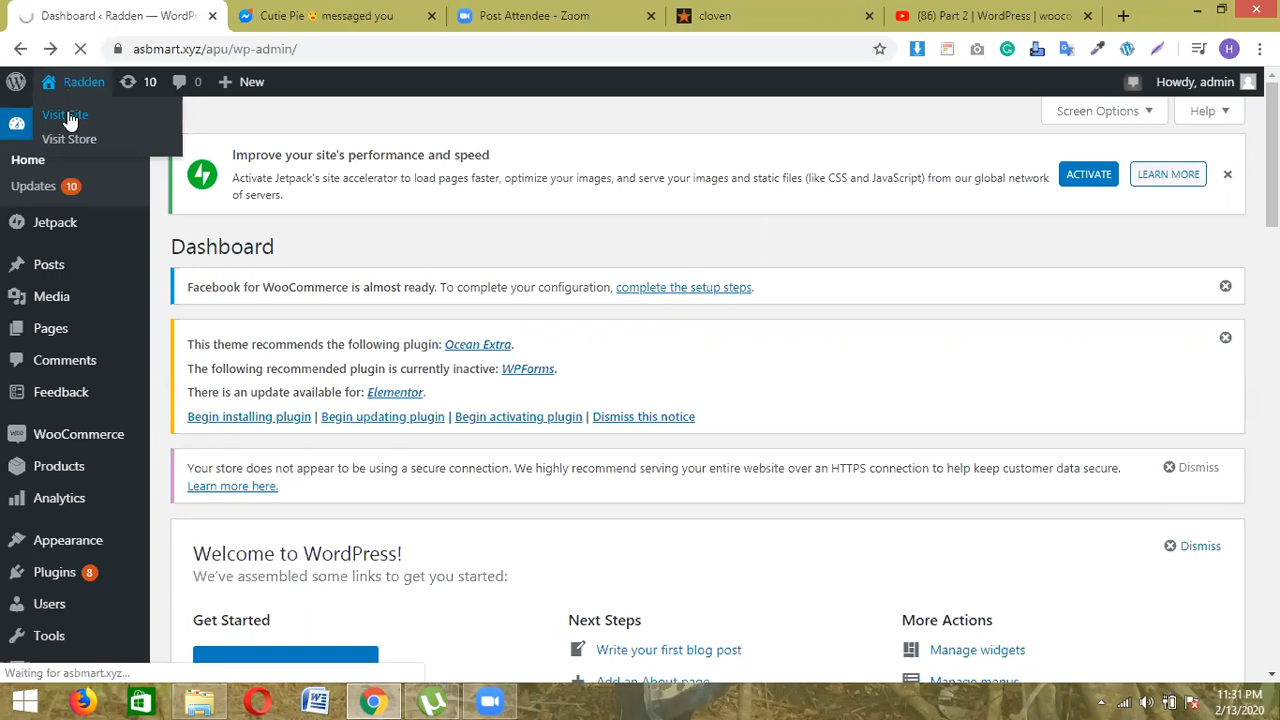 Dashboard ‹ Radden — WordPr
Cutie Pie 🙂 messaged you
Post Attendee - Zoom
cloven
(86) Part 2 | WordPress | wooco
asbmart.xyz/apu/wp-admin/
H
Radden
10
0
New
Howdy, admin
Visit Site
Visit Store
Screen Options
Help
Home
Updates 10
Jetpack
Posts
Media
Pages
Comments
Feedback
WooCommerce
Products
Analytics
Appearance
Plugins 8
Users
Tools
Improve your site's performance and speed
Activate Jetpack's site accelerator to load pages faster, optimize your images, and serve your images and static files (like CSS and JavaScript) from our global network
of servers.
ACTIVATE
LEARN MORE
Dashboard
Facebook for WooCommerce is almost ready. To complete your configuration, complete the setup steps.
This theme recommends the following plugin: Ocean Extra.
The following recommended plugin is currently inactive: WPForms.
There is an update available for: Elementor.
Begin installing plugin | Begin updating plugin | Begin activating plugin | Dismiss this notice
Your store does not appear to be using a secure connection. We highly recommend serving your entire website over an HTTPS connection to help keep customer data secure.
Learn more here.
Dismiss
Welcome to WordPress!
We've assembled some links to get you started:
Dismiss
Get Started
Next Steps
Write your first blog post
Add an About page
More Actions
Manage widgets
Manage menus
Waiting for asbmart.xyz...
11:31 PM
2/13/2020